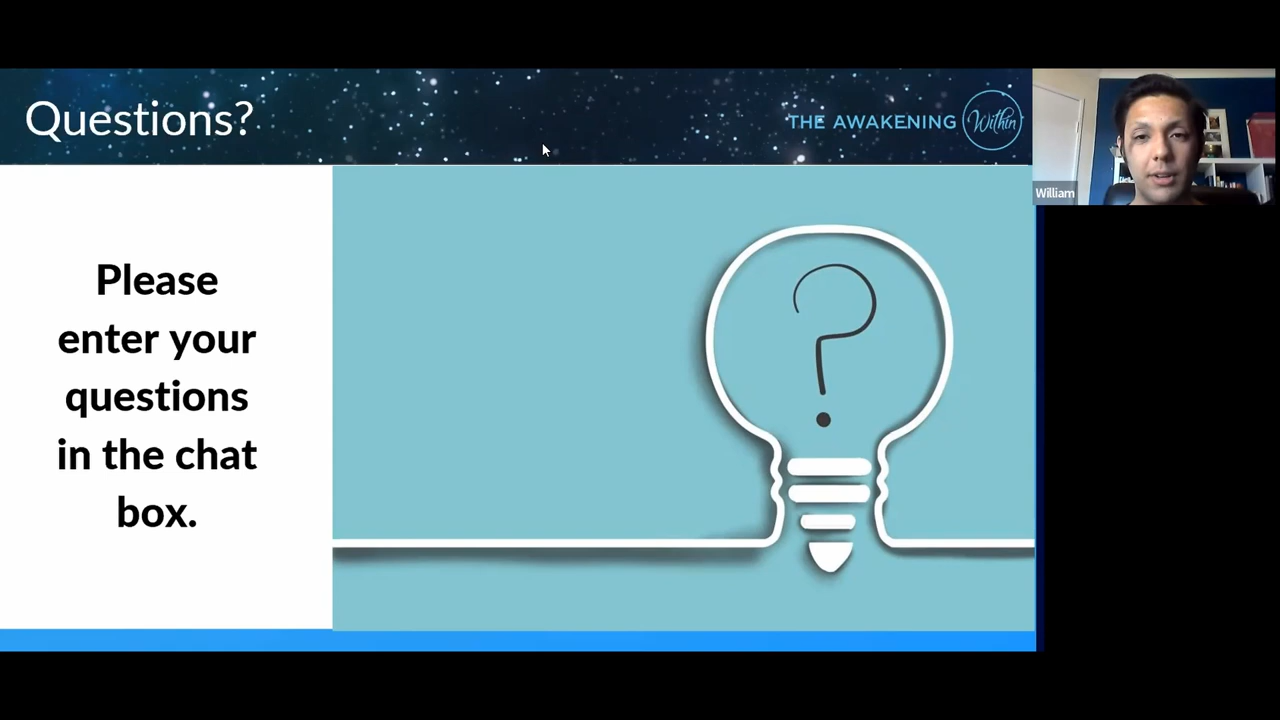 Questions?
THE AWAKENING Within
William
Please
enter your
questions
in the chat
box.